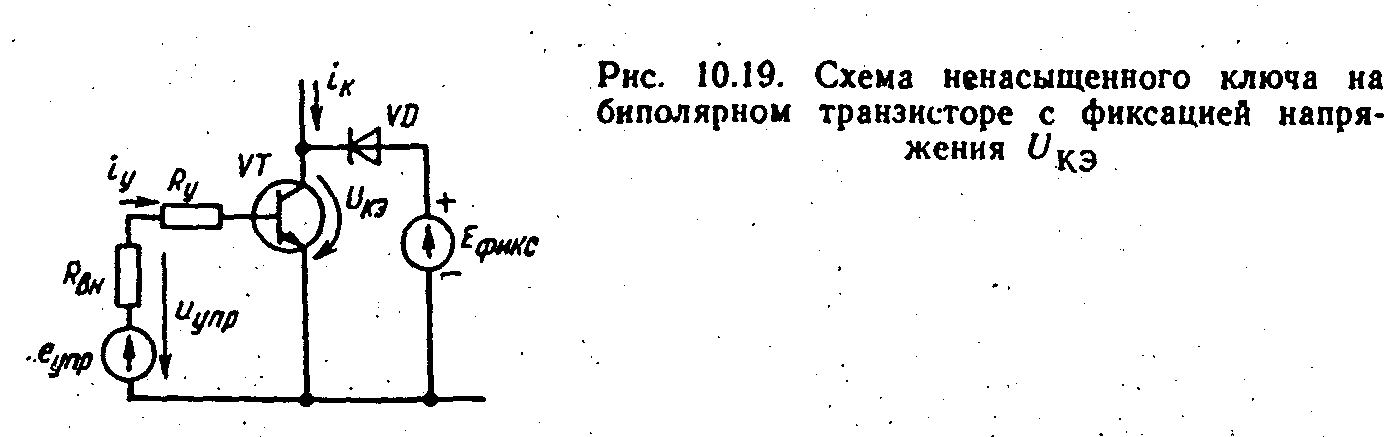 Рис. 10.19. Схема ненасыщенного ключа на
биполярном транзисторе с фиксацией напря-
жения UКЭ
iК
VD
VT
iу
Rу
UКЭ
+
Eфикс
−
Rвн
uупр
eупр